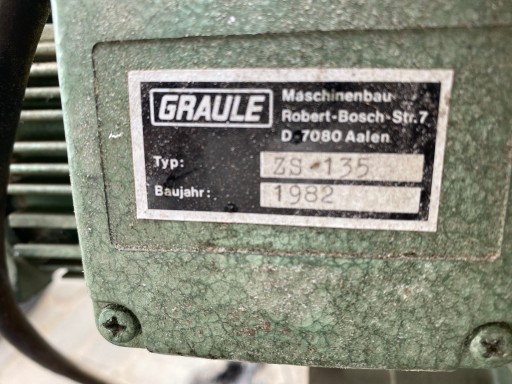 GRAULE
Maschinenbau
Robert-Bosch-Str.7
D-7080 Aalen
Typ: ZS 135
Baujahr: 1982